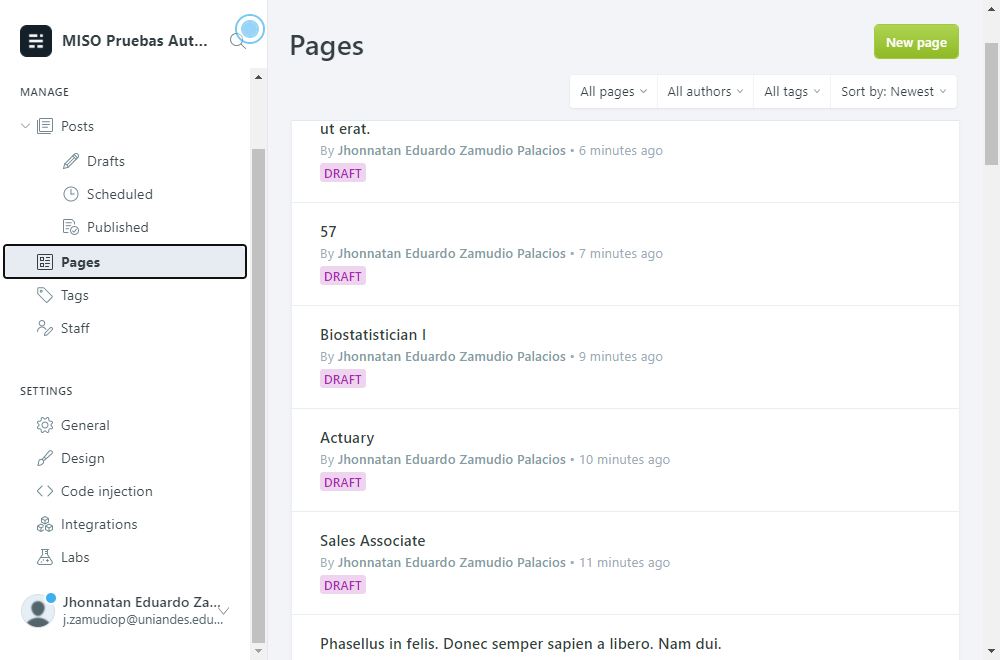 MISO Pruebas Aut...
MANAGE
Posts
Drafts
Scheduled
Published
Pages
Tags
Staff
SETTINGS
General
Design
Code injection
Integrations
Labs
Jhonnatan Eduardo Za...
j.zamudiop@uniandes.edu...
Pages
New page
All pages
All authors
All tags
Sort by: Newest
ut erat.
By Jhonnatan Eduardo Zamudio Palacios • 6 minutes ago
DRAFT
57
By Jhonnatan Eduardo Zamudio Palacios • 7 minutes ago
DRAFT
Biostatistician I
By Jhonnatan Eduardo Zamudio Palacios • 9 minutes ago
DRAFT
Actuary
By Jhonnatan Eduardo Zamudio Palacios • 10 minutes ago
DRAFT
Sales Associate
By Jhonnatan Eduardo Zamudio Palacios • 11 minutes ago
DRAFT
Phasellus in felis. Donec semper sapien a libero. Nam dui.